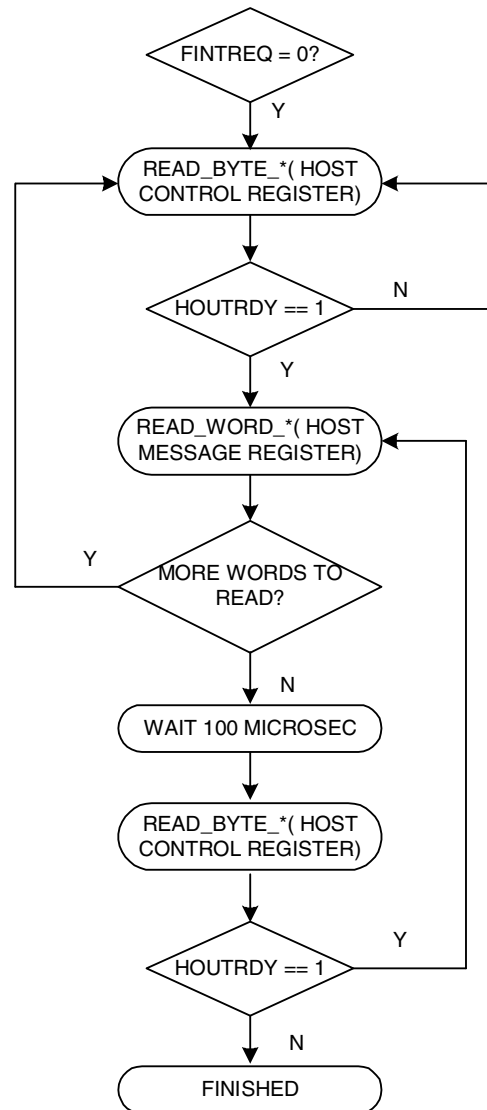 FINTREQ = 0?
Y
READ_BYTE_*( HOST
CONTROL REGISTER)
HOUTRDY == 1
N
Y
READ_WORD_*( HOST
MESSAGE REGISTER)
Y
MORE WORDS TO
READ?
N
WAIT 100 MICROSEC
READ_BYTE_*( HOST
CONTROL REGISTER)
HOUTRDY == 1
Y
N
FINISHED